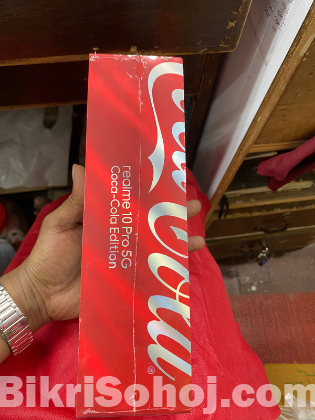 Coca-Cola®
realme 10 Pro 5G
Coca-Cola Edition
BikriSohoj.com